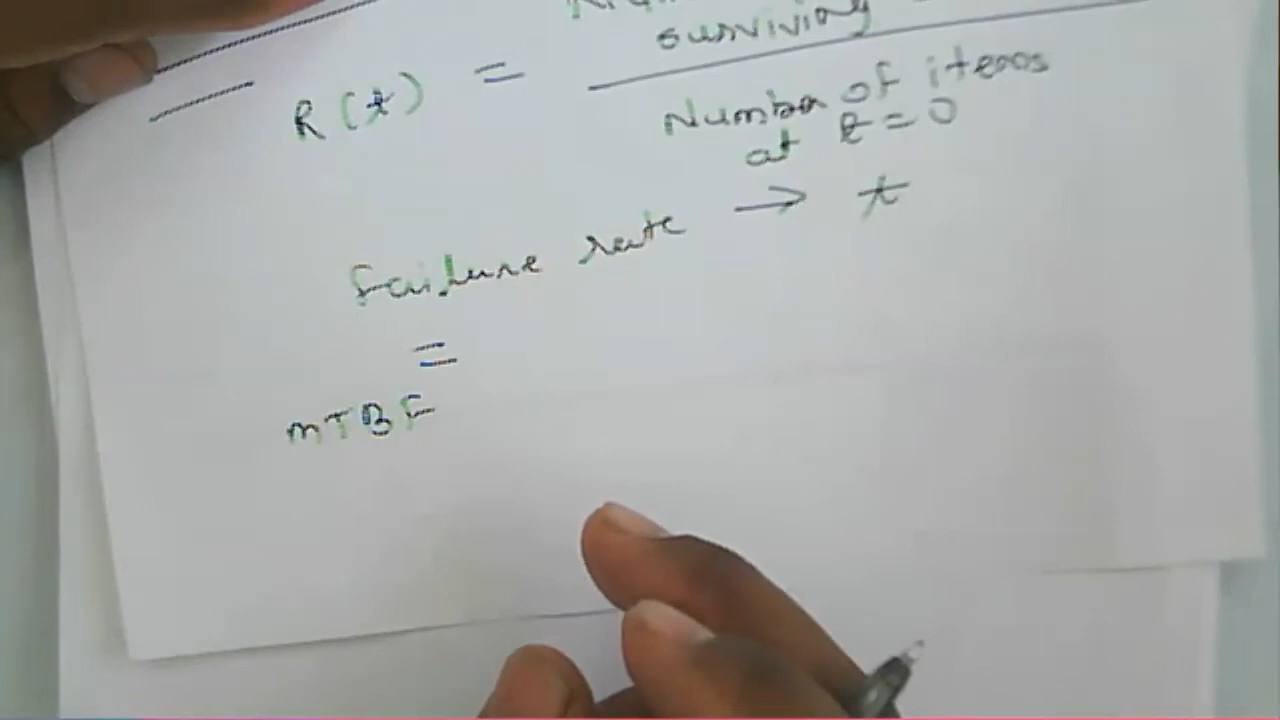 surviving
R(t) =
Number of items
at t=0
Failure rate → t
=
MTBF